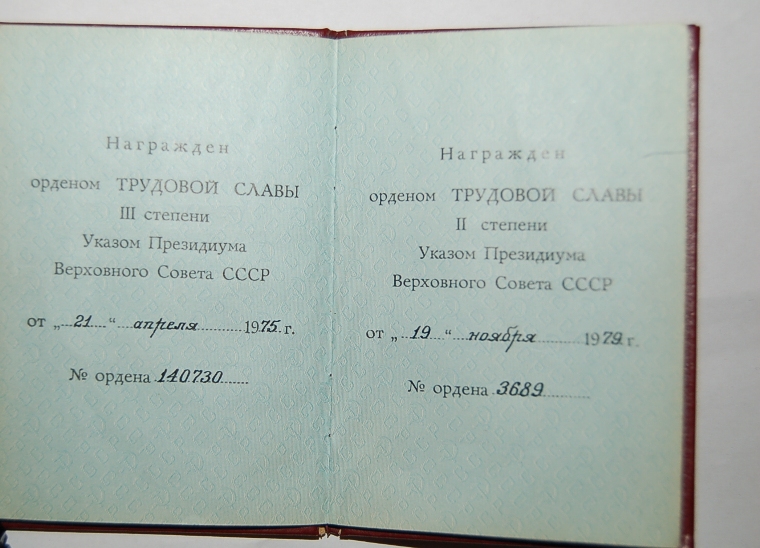 Награжден
орденом ТРУДОВОЙ СЛАВЫ
III степени
Указом Президиума
Верховного Совета СССР
от „ 21 “ апреля 1975 г.
№ ордена 140730
Награжден
орденом ТРУДОВОЙ СЛАВЫ
II степени
Указом Президиума
Верховного Совета СССР
от „ 19 “ ноября 1979 г.
№ ордена 3689